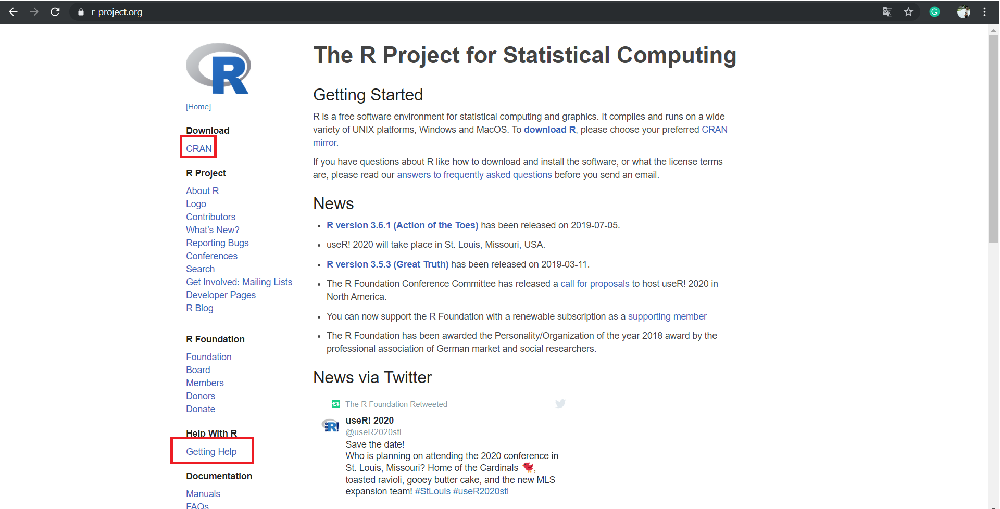 r-project.org
R
[Home]
Download
CRAN
R Project
About R
Logo
Contributors
What's New?
Reporting Bugs
Conferences
Search
Get Involved: Mailing Lists
Developer Pages
R Blog
R Foundation
Foundation
Board
Members
Donors
Donate
Help With R
Getting Help
Documentation
Manuals
FAQs
The R Project for Statistical Computing
Getting Started
R is a free software environment for statistical computing and graphics. It compiles and runs on a wide
variety of UNIX platforms, Windows and MacOS. To download R, please choose your preferred CRAN
mirror.
If you have questions about R like how to download and install the software, or what the license terms
are, please read our answers to frequently asked questions before you send an email.
News
• R version 3.6.1 (Action of the Toes) has been released on 2019-07-05.
• useR! 2020 will take place in St. Louis, Missouri, USA.
• R version 3.5.3 (Great Truth) has been released on 2019-03-11.
• The R Foundation Conference Committee has released a call for proposals to host useR! 2020 in
North America.
• You can now support the R Foundation with a renewable subscription as a supporting member
• The R Foundation has been awarded the Personality/Organization of the year 2018 award by the
professional association of German market and social researchers.
News via Twitter
The R Foundation Retweeted
useR!
useR! 2020
@useR2020stl
Save the date!
Who is planning on attending the 2020 conference in
St. Louis, Missouri? Home of the Cardinals 🐦,
toasted ravioli, gooey butter cake, and the new MLS
expansion team! #StLouis #useR2020stl